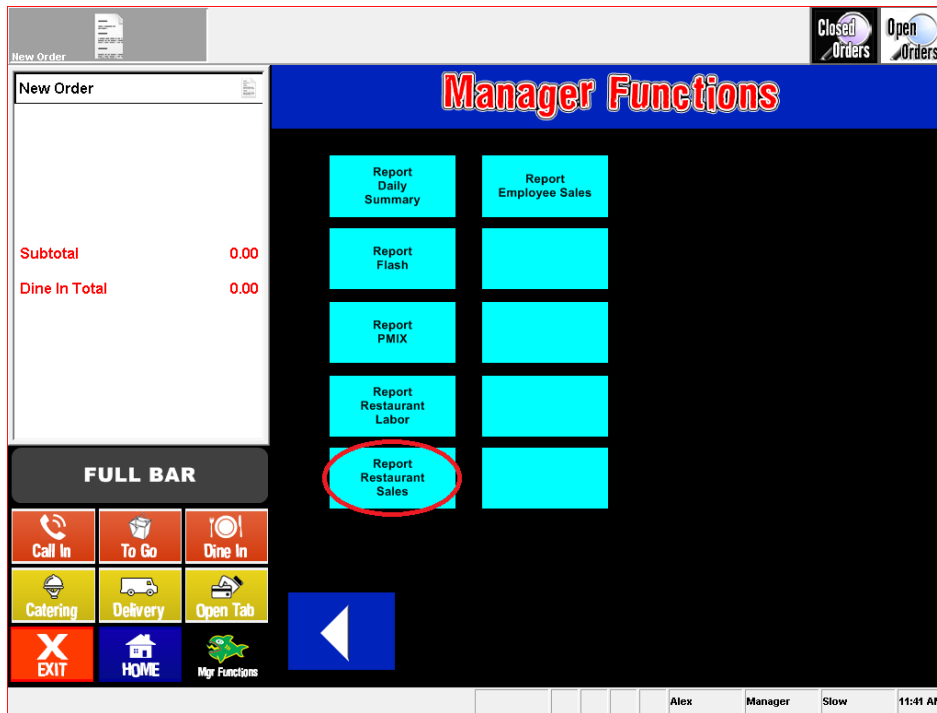 New Order
Closed
Orders
Open
Orders
New Order
Manager Functions
Report
Daily
Summary
Report
Employee Sales
Subtotal 0.00
Report
Flash
Dine In Total 0.00
Report
PMIX
Report
Restaurant
Labor
Report
Restaurant
Sales
FULL BAR
Call In To Go Dine In
Catering Delivery Open Tab
X
EXIT HOME Mgr Functions
Alex Manager Slow 11:41 AM